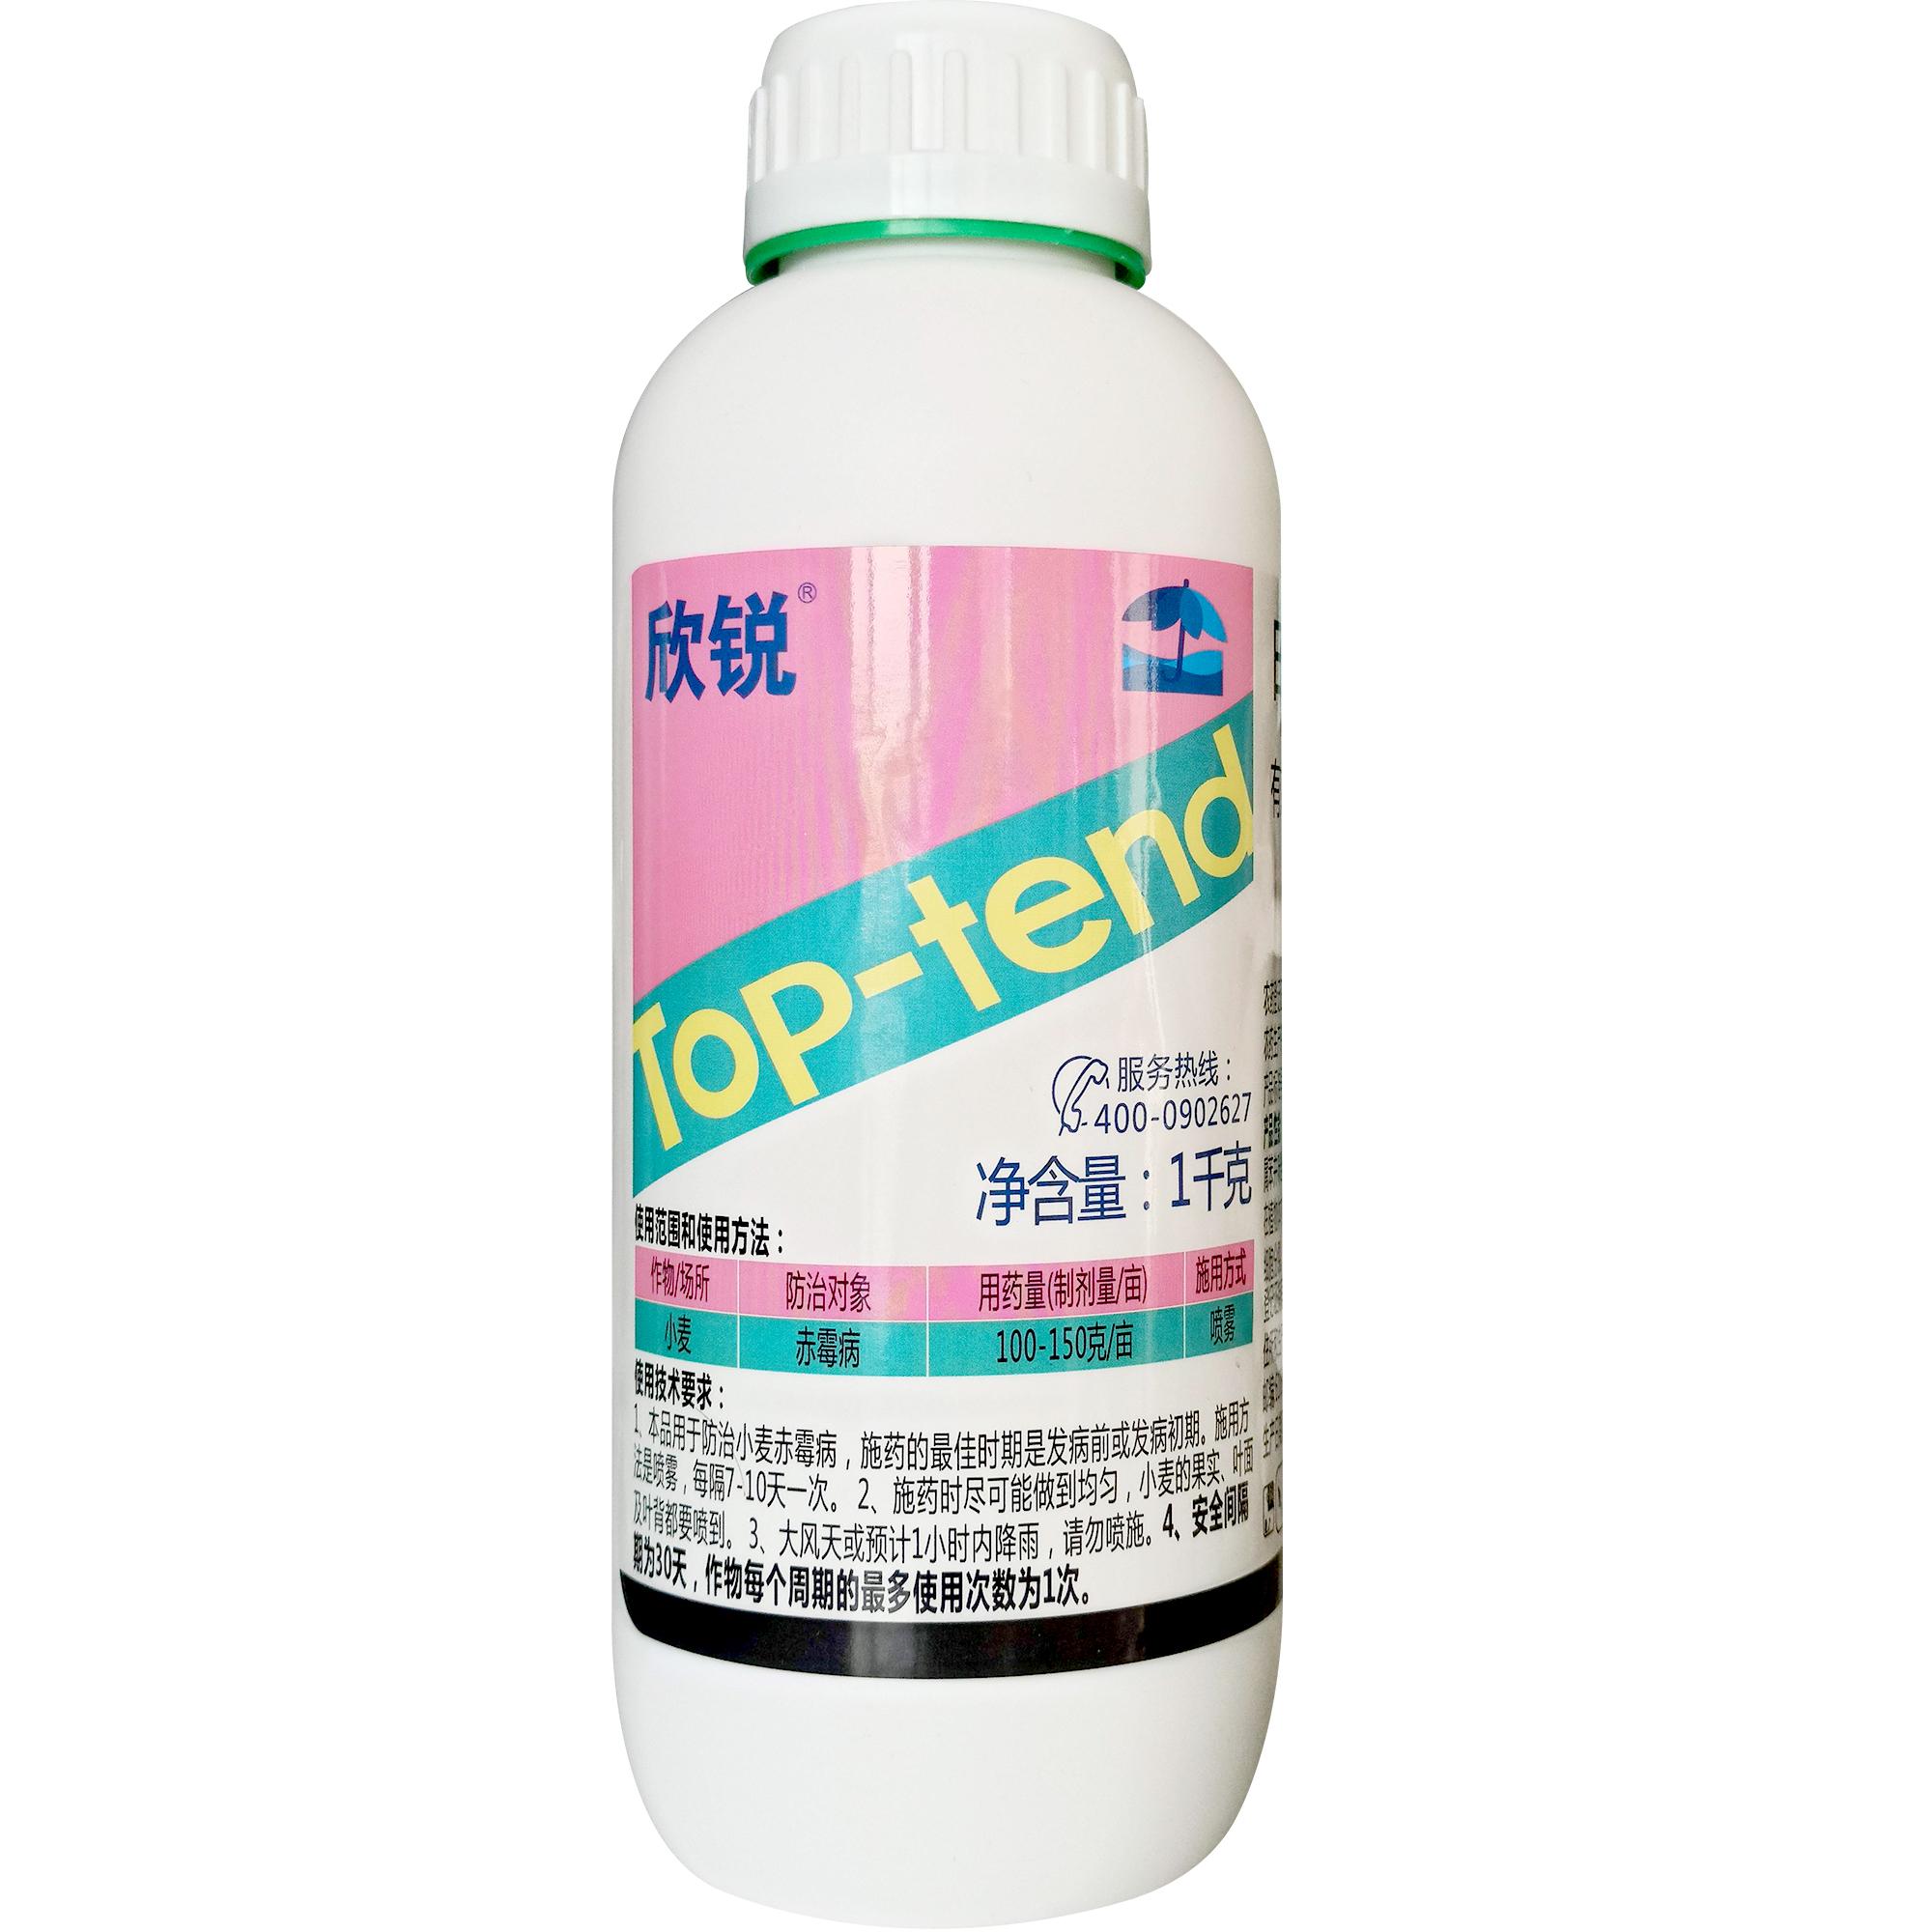 欣锐®
Top-tend
服务热线：
400-0902627
净含量：1千克
使用范围和使用方法：
作物/场所 防治对象 用药量(制剂量/亩) 施用方式
小麦 赤霉病 100-150克/亩 喷雾
使用技术要求：
1、本品用于防治小麦赤霉病，施药的最佳时期是发病前或发病初期。施用方
法是喷雾，每隔7-10天一次。2、施药时尽可能做到均匀，小麦的果实、叶面
及叶背都要喷到。3、大风天或预计1小时内降雨，请勿喷施。4、安全间隔
期为30天，作物每个周期的最多使用次数为1次。